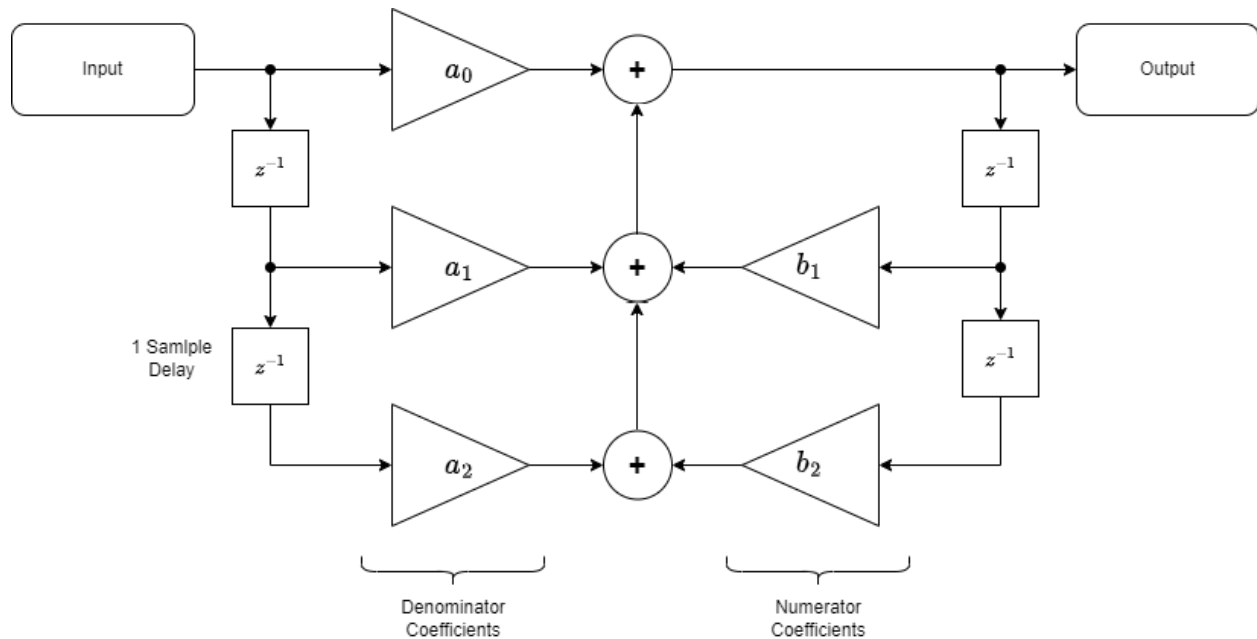 Input
a₀
+
Output
z⁻¹
z⁻¹
a₁
+
b₁
1 Samlple
Delay
z⁻¹
z⁻¹
a₂
+
b₂
Denominator
Coefficients
Numerator
Coefficients